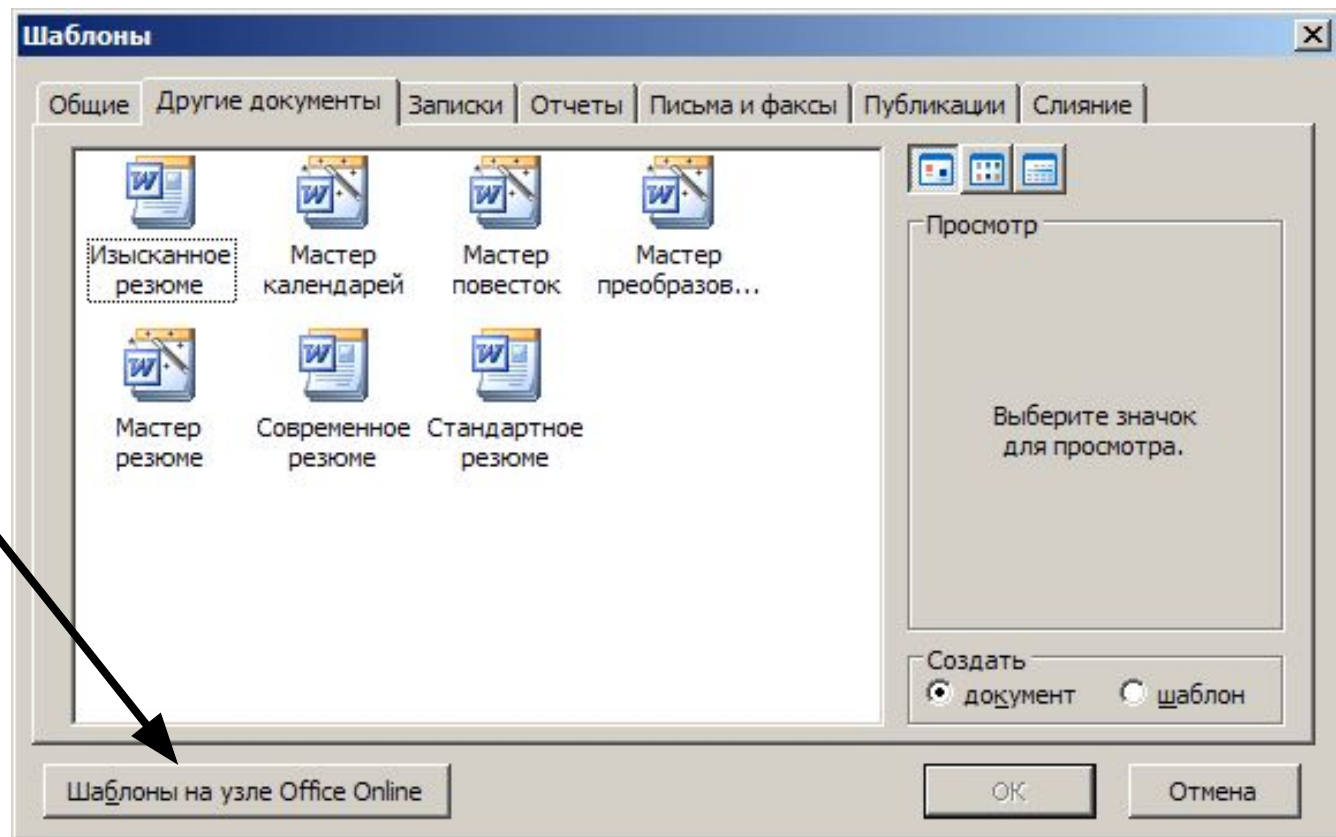 Шаблоны
Общие Другие документы Записки Отчеты Письма и факсы Публикации Слияние
Изысканное резюме
Мастер календарей
Мастер повесток
Мастер преобразов...
Мастер резюме
Современное резюме
Стандартное резюме
Просмотр
Выберите значок
для просмотра.
Создать
документ шаблон
Шаблоны на узле Office Online ОК Отмена